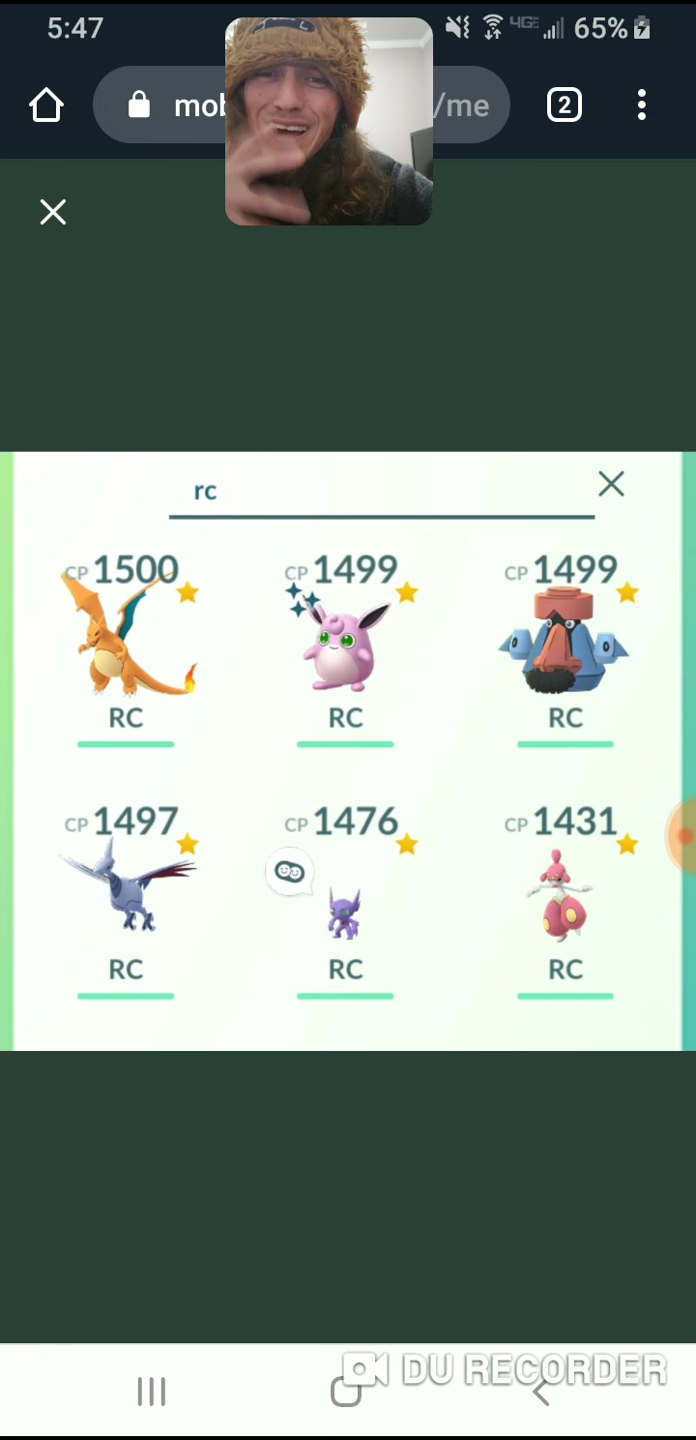 5:47
4GE 65%
mob /me 2
rc
CP 1500 CP 1499 CP 1499
RC RC RC
CP 1497 CP 1476 CP 1431
RC RC RC
DU RECORDER